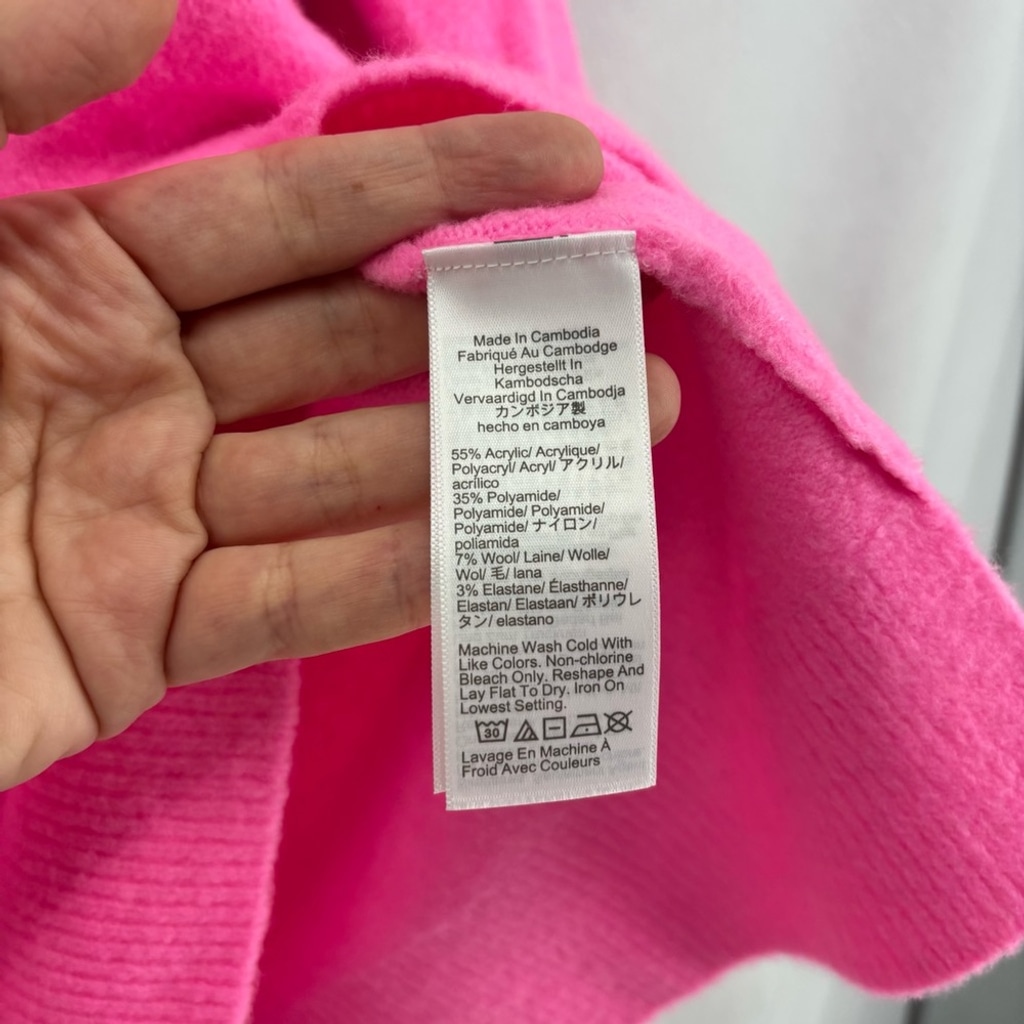 Made In Cambodia
Fabriqué Au Cambodge
Hergestellt In
Kambodscha
Vervaardigd In Cambodja
カンボジア製
hecho en camboya
55% Acrylic/ Acrylique/
Polyacryl/ Acryl/ アクリル/
acrílico
35% Polyamide/
Polyamide/ Polyamide/
Polyamide/ ナイロン/
poliamida
7% Wool/ Laine/ Wolle/
Wol/ 毛/ lana
3% Elastane/ Élasthanne/
Elastan/ Elastaan/ ポリウレ
タン/ elastano
Machine Wash Cold With
Like Colors. Non-chlorine
Bleach Only. Reshape And
Lay Flat To Dry. Iron On
Lowest Setting.
30
Lavage En Machine À
Froid Avec Couleurs